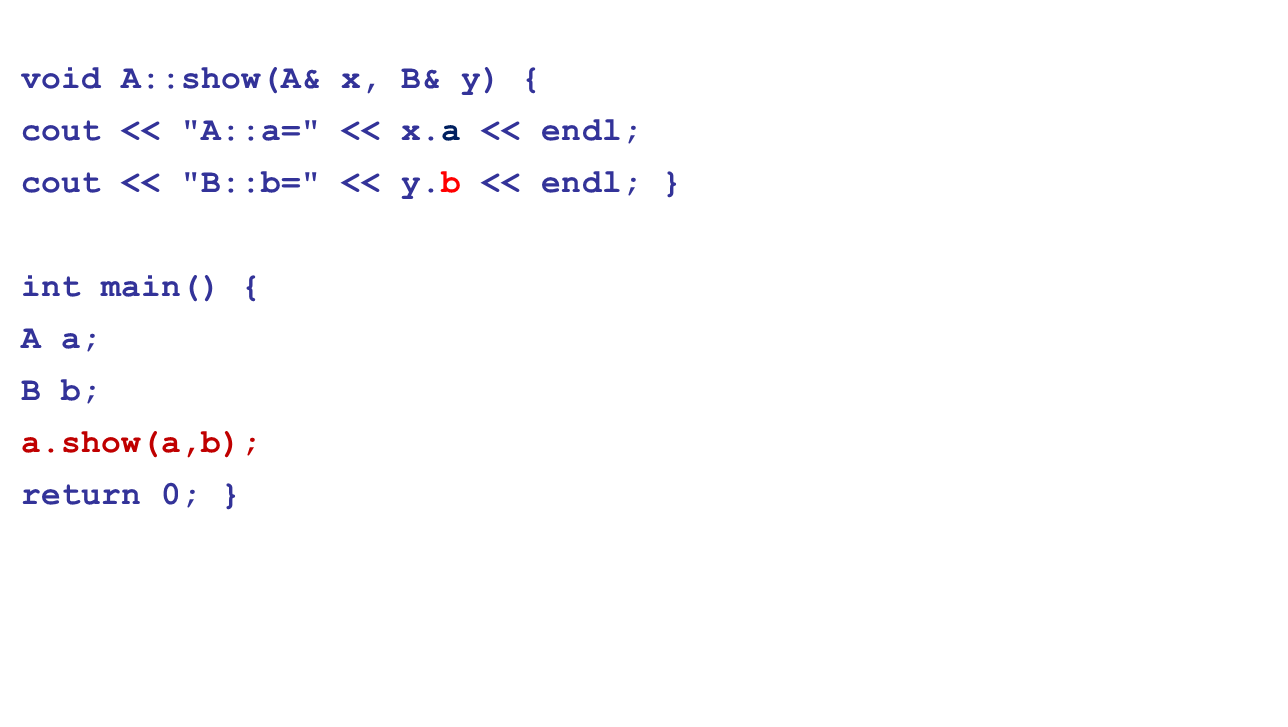 void A::show(A& x, B& y) {
cout << "A::a=" << x.a << endl;
cout << "B::b=" << y.b << endl; }
int main() {
A a;
B b;
a.show(a,b);
return 0; }